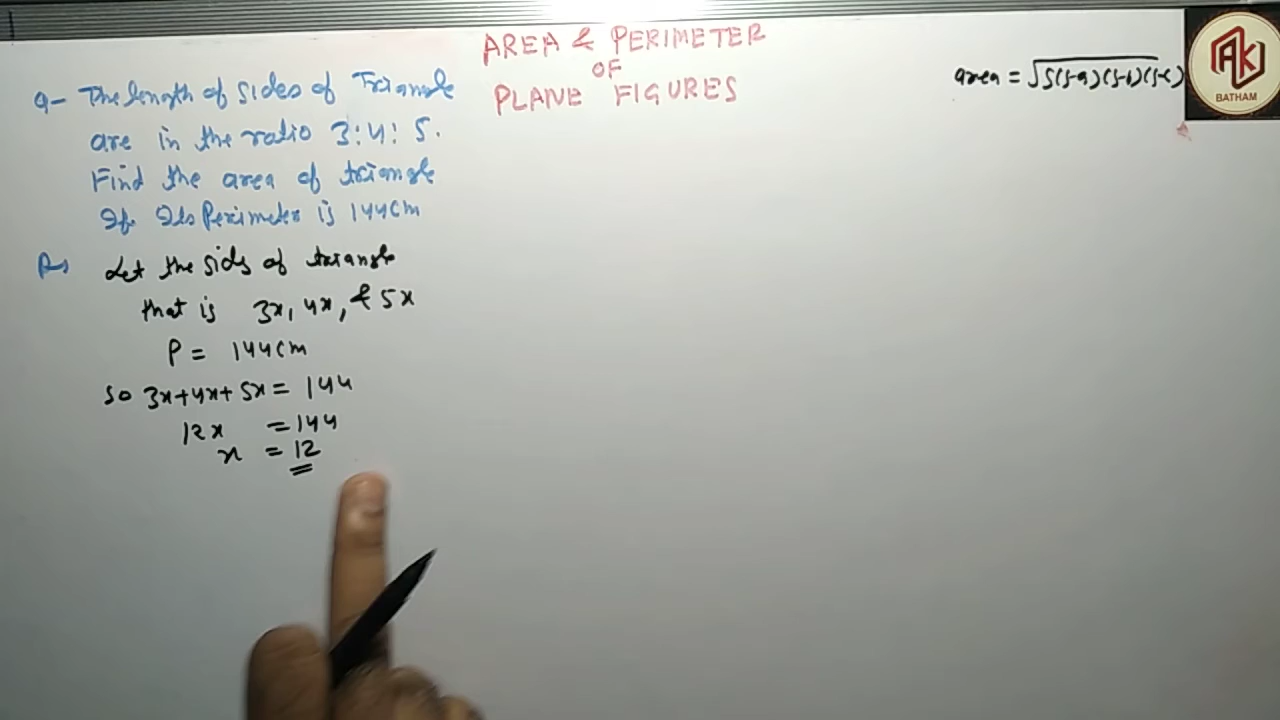 AREA & PERIMETER
OF
PLANE FIGURES
area = √S(S-a)(S-b)(S-c)
AK
BATHAM
Q- The length of sides of Triangle
are in the ratio 3:4:5.
Find the area of triangle
If Its Perimeter is 144cm
Let the sids of triangle
that is 3x, 4x, & 5x
P = 144cm
so 3x+4x+5x = 144
12x = 144
x = 12